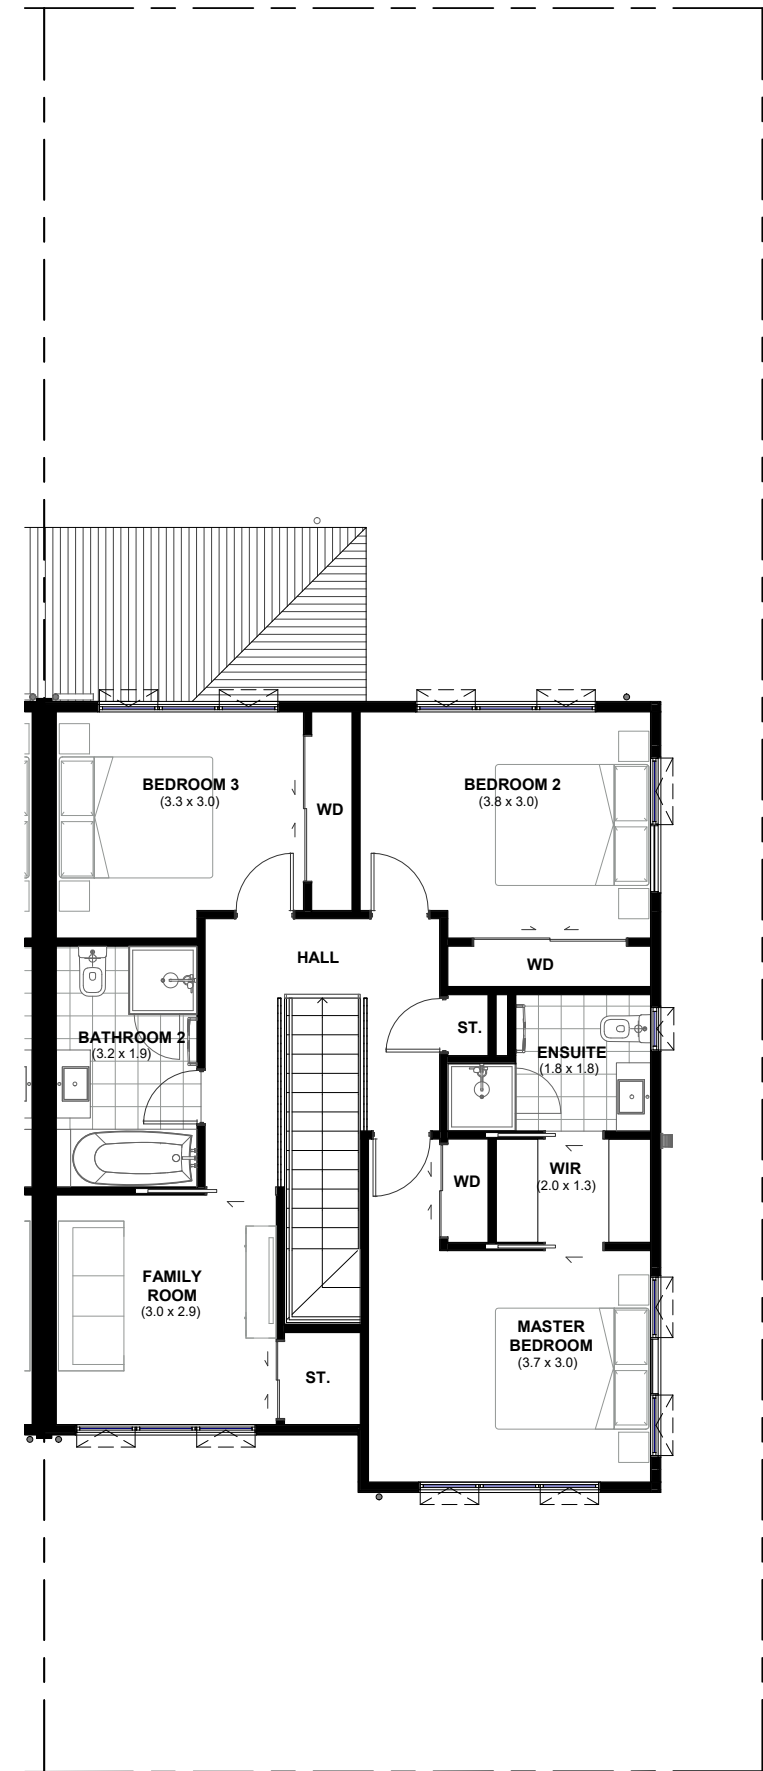 BEDROOM 3
(3.3 x 3.0)
WD
BEDROOM 2
(3.8 x 3.0)
HALL
WD
BATHROOM 2
(3.2 x 1.9)
ST.
ENSUITE
(1.8 x 1.8)
WD
WIR
(2.0 x 1.3)
FAMILY
ROOM
(3.0 x 2.9)
MASTER
BEDROOM
(3.7 x 3.0)
ST.